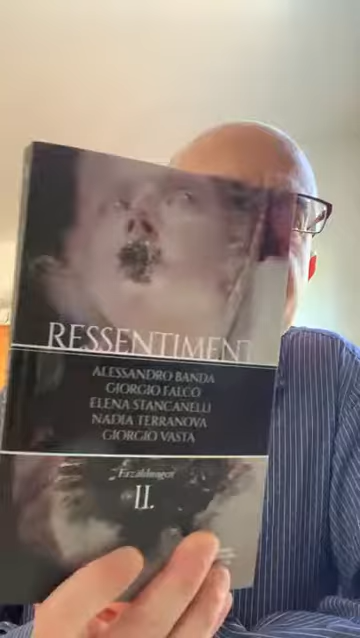 RESSENTIMENT
ALESSANDRO BANDA
GIORGIO FALCO
ELENA STANCANELLI
NADIA TERRANOVA
GIORGIO VASTA
Erzählungen
II.